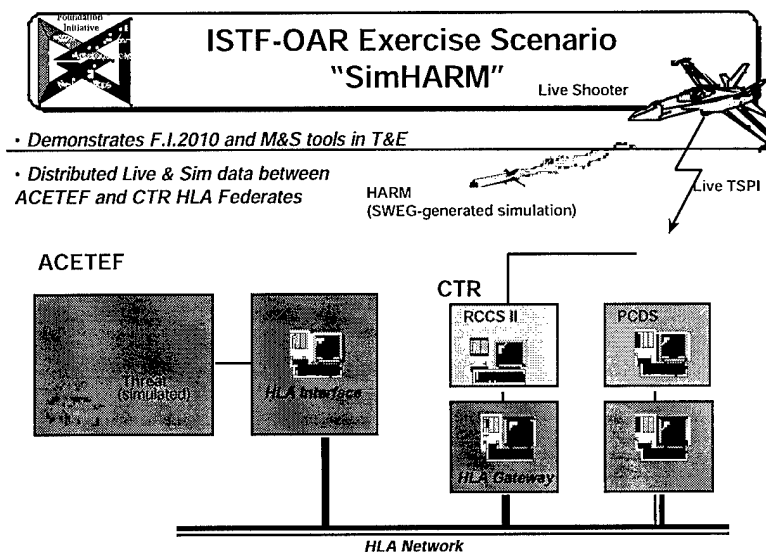 Foundation
Initiative
ISTF-OAR Exercise Scenario
"SimHARM"
Live Shooter
• Demonstrates F.I.2010 and M&S tools in T&E
• Distributed Live & Sim data between
ACETEF and CTR HLA Federates
HARM
(SWEG-generated simulation)
Live TSPI
ACETEF
CTR
RCCS II
PCDS
Threat
(simulated)
HLA Interface
HLA Gateway
HLA Network